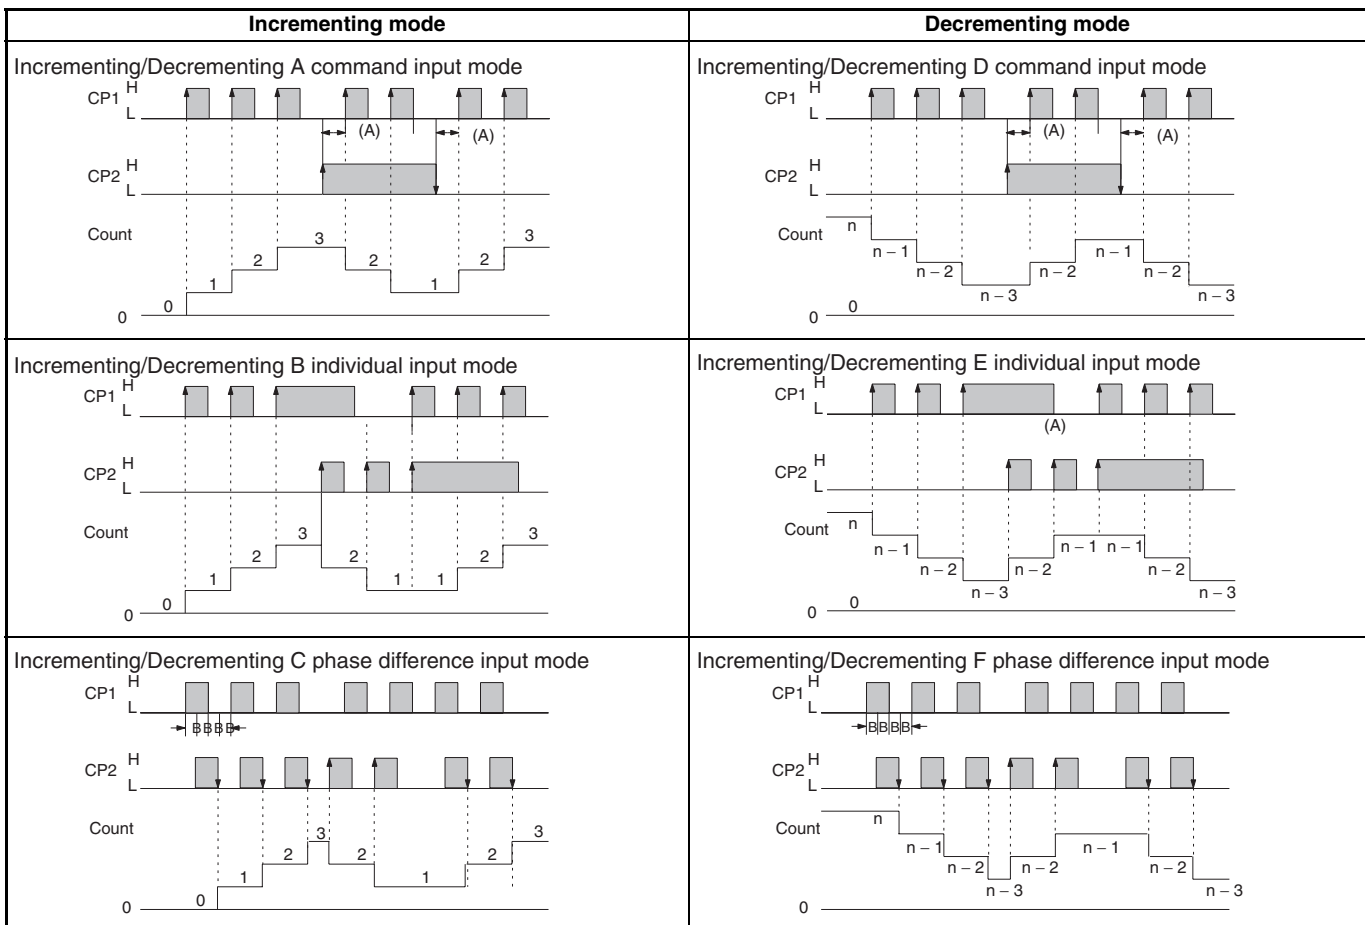 Incrementing mode
Decrementing mode
Incrementing/Decrementing A command input mode
CP1 H
L
(A) (A)
CP2 H
L
Count
0 1 2 3 2 1 2 3
0
Incrementing/Decrementing D command input mode
CP1 H
L
(A) (A)
CP2 H
L
Count
n n − 1 n − 2 n − 3 n − 2 n − 1 n − 2 n − 3
0
0
Incrementing/Decrementing B individual input mode
CP1 H
L
CP2 H
L
Count
0 1 2 3 2 1 1 2 3
0
Incrementing/Decrementing E individual input mode
CP1 H
L
(A)
CP2 H
L
Count
n n − 1 n − 2 n − 3 n − 2 n − 1 n − 1 n − 2 n − 3
0
0
Incrementing/Decrementing C phase difference input mode
CP1 H
L
B B B B
CP2 H
L
Count
0 1 2 3 2 1 2 3
0
Incrementing/Decrementing F phase difference input mode
CP1 H
L
B B B B
CP2 H
L
Count
n n − 1 n − 2 n − 3 n − 2 n − 1 n − 2 n − 3
0